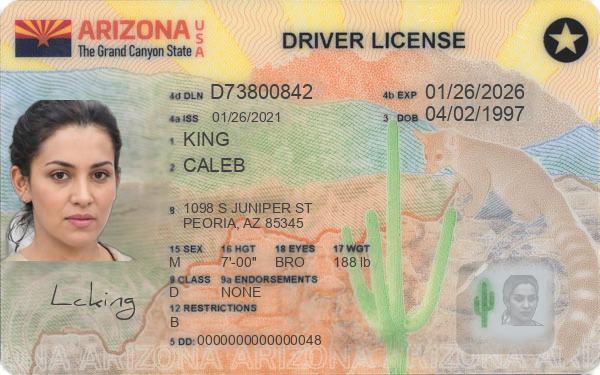 ARIZONA USA
The Grand Canyon State
DRIVER LICENSE
4d DLN D73800842 4b EXP 01/26/2026
4a ISS 01/26/2021 3 DOB 04/02/1997
1 KING
2 CALEB
8 1098 S JUNIPER ST
PEORIA, AZ 85345
15 SEX 16 HGT 18 EYES 17 WGT
M 7'-00" BRO 188 lb
9 CLASS 9a ENDORSEMENTS
D NONE
12 RESTRICTIONS
B
Lcking
5 DD: 0000000000000048
ARIZONA ARIZONA ARIZONA ARIZONA